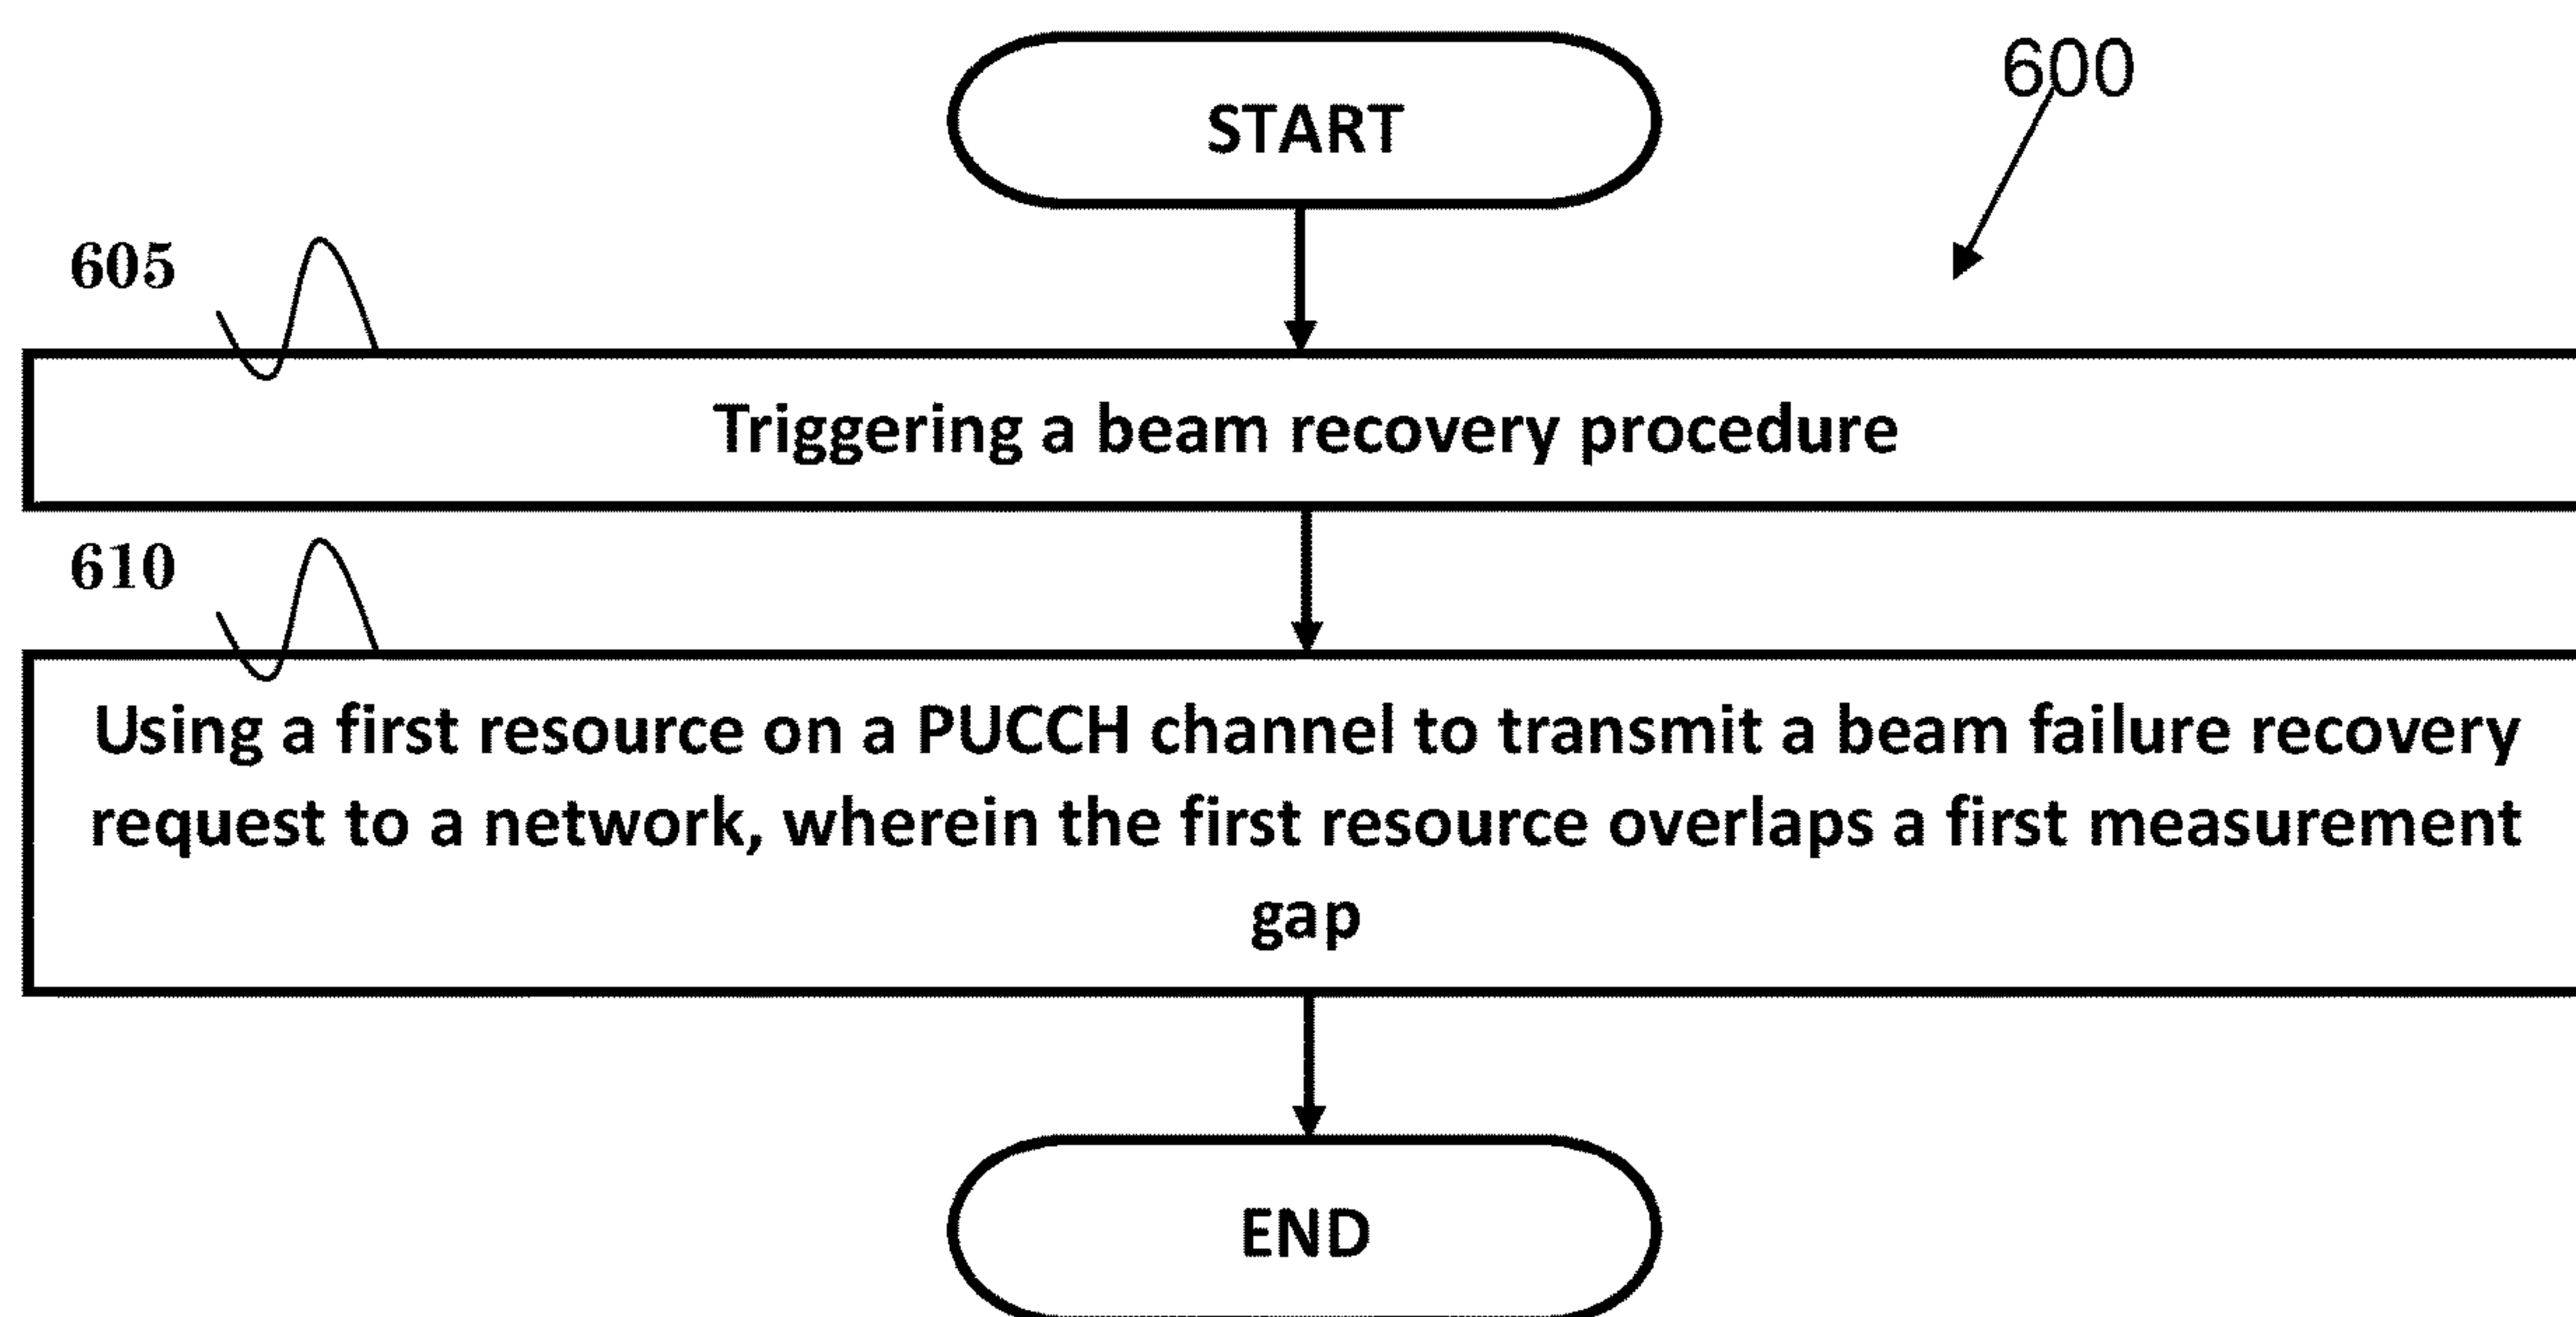 START
600
605
Triggering a beam recovery procedure
610
Using a first resource on a PUCCH channel to transmit a beam failure recovery
request to a network, wherein the first resource overlaps a first measurement
gap
END